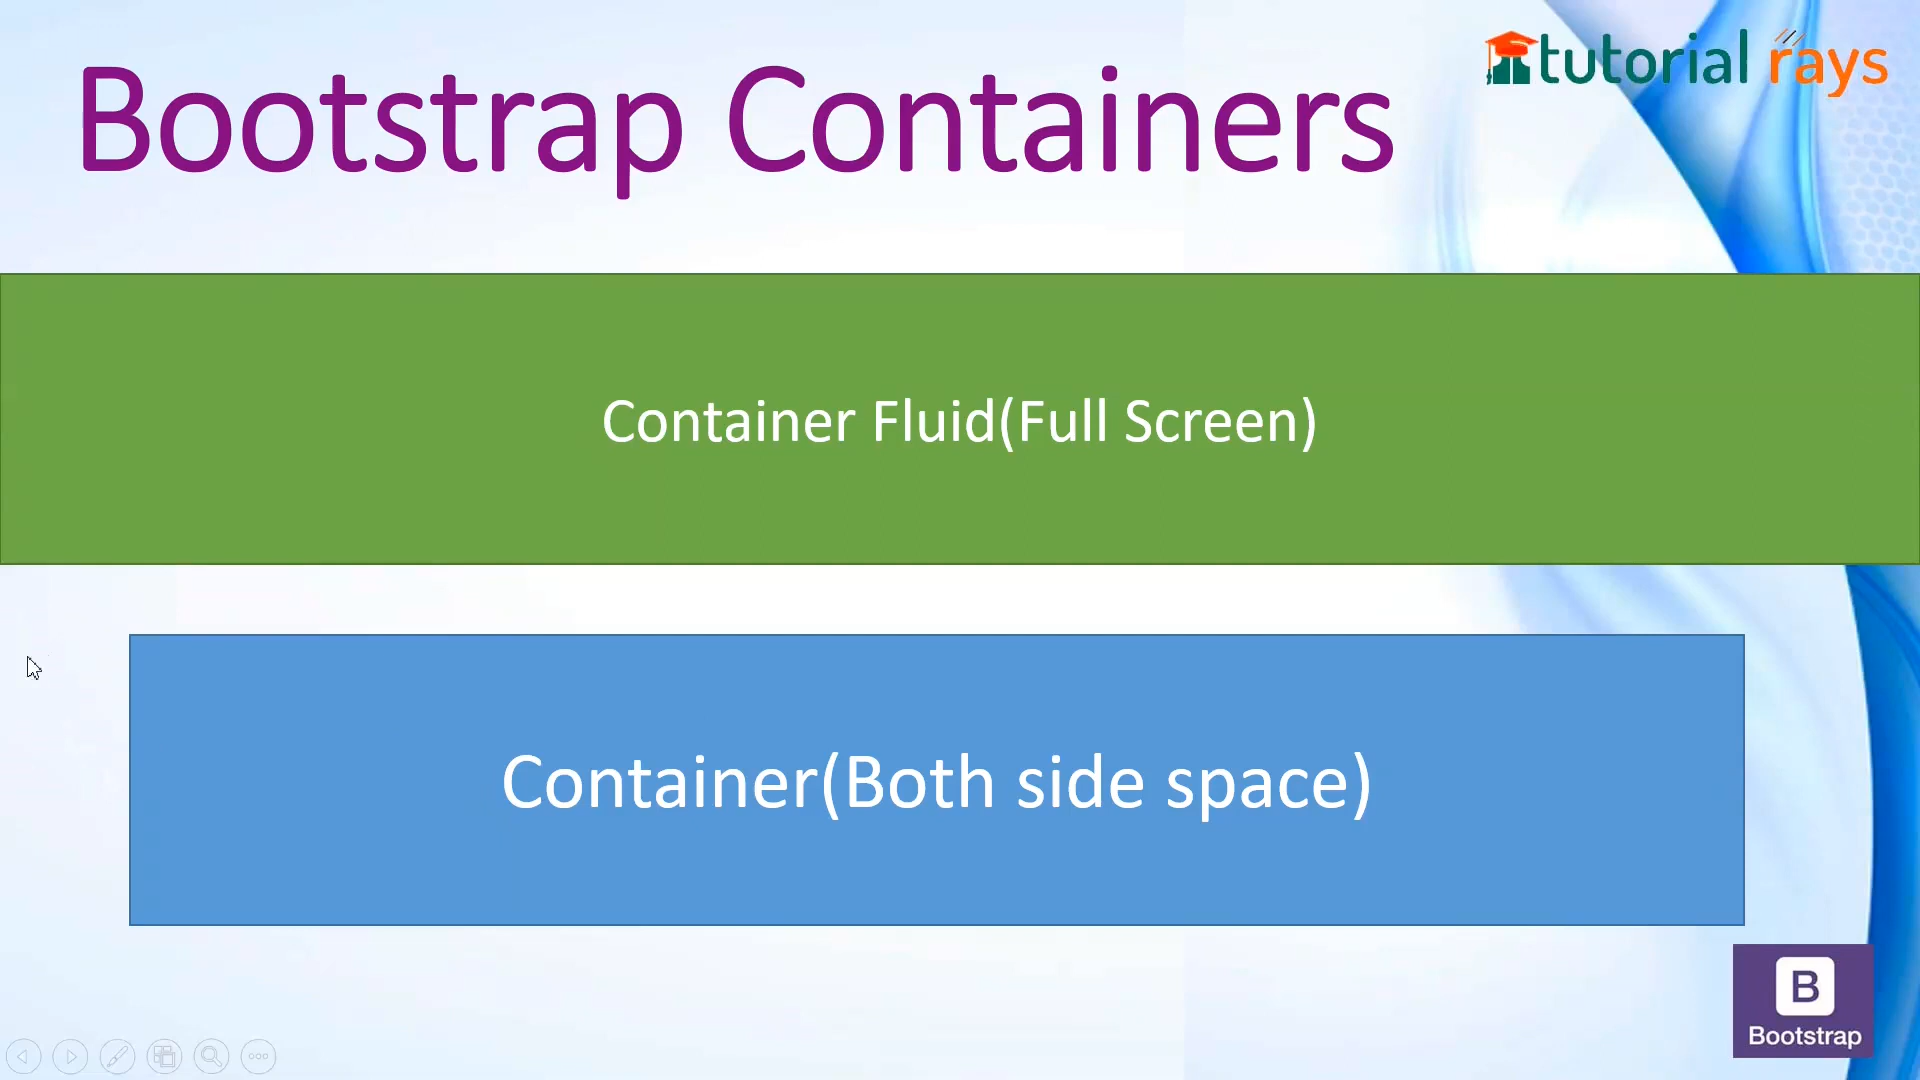 Bootstrap Containers
tutorial rays
Container Fluid(Full Screen)
Container(Both side space)
B
Bootstrap